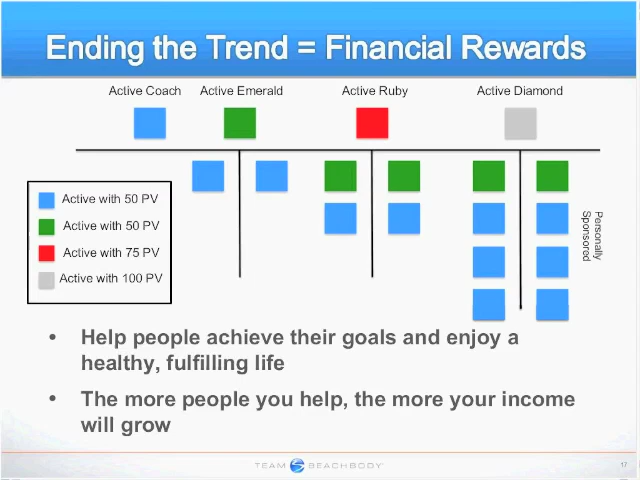 Ending the Trend = Financial Rewards
Active Coach Active Emerald Active Ruby Active Diamond
Active with 50 PV
Active with 50 PV
Active with 75 PV
Active with 100 PV
Personally
Sponsored
• Help people achieve their goals and enjoy a
healthy, fulfilling life
• The more people you help, the more your income
will grow
TEAM BEACHBODY
17